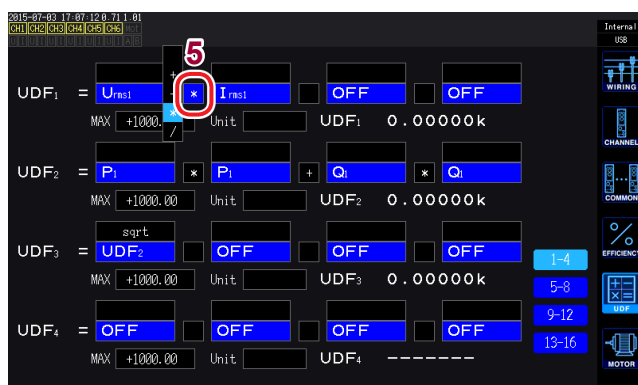 2015-07-03 17:07:12 0.71 1.01
CH1 CH2 CH3 CH4 CH5 CH6 Mot
U I U I U I U I U I U I A B
Internal
USB
5
+
-
*
/
UDF1 = Urms1 * Irms1 OFF OFF
MAX +1000. Unit UDF1 0.00000k
UDF2 = P1 * P1 + Q1 * Q1
MAX +1000.00 Unit UDF2 0.00000k
sqrt
UDF3 = UDF2 OFF OFF OFF
MAX +1000.00 Unit UDF3 0.00000k
UDF4 = OFF OFF OFF OFF
MAX +1000.00 Unit UDF4 -------
1-4
5-8
9-12
13-16
WIRING
CHANNEL
COMMON
EFFICIENCY
UDF
MOTOR